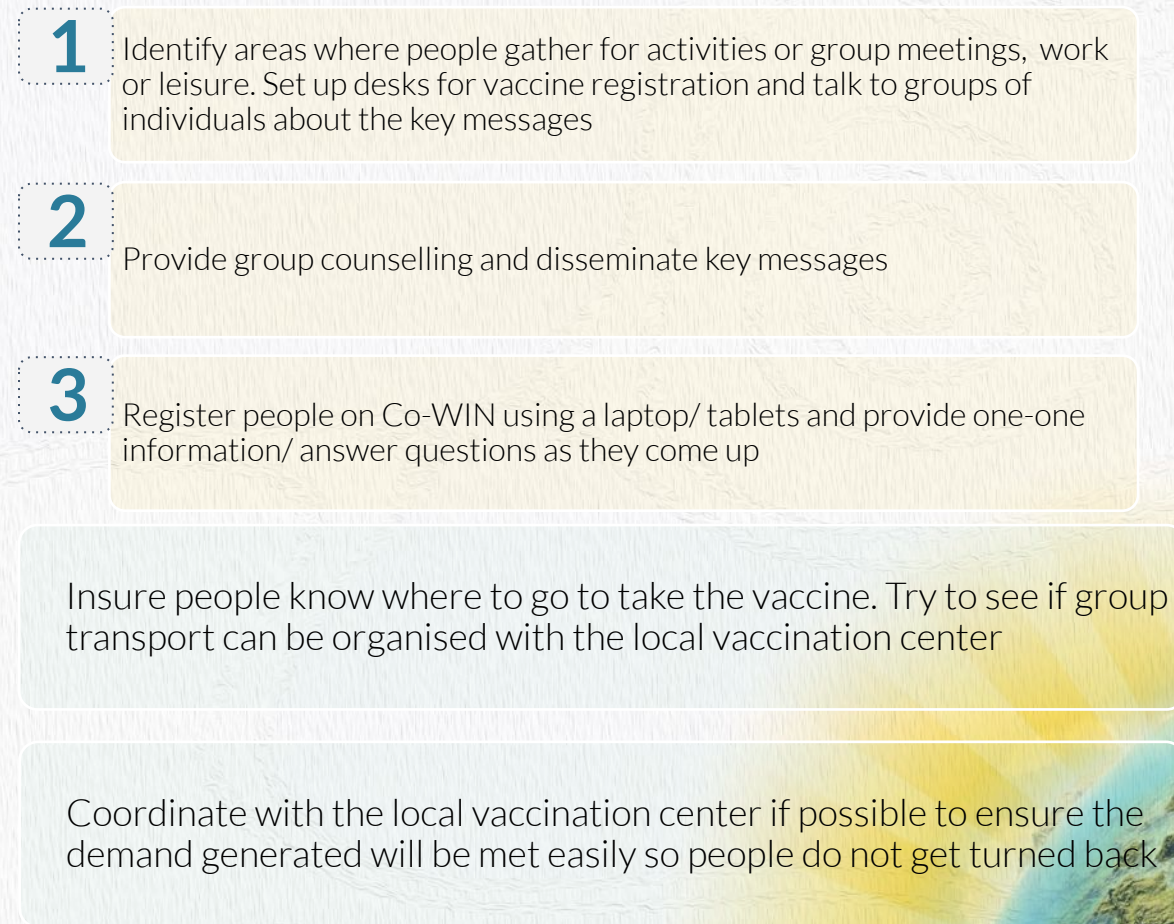 1
Identify areas where people gather for activities or group meetings,  work
or leisure. Set up desks for vaccine registration and talk to groups of
individuals about the key messages
2
Provide group counselling and disseminate key messages
3
Register people on Co-WIN using a laptop/ tablets and provide one-one
information/ answer questions as they come up
Insure people know where to go to take the vaccine. Try to see if group
transport can be organised with the local vaccination center
Coordinate with the local vaccination center if possible to ensure the
demand generated will be met easily so people do not get turned back